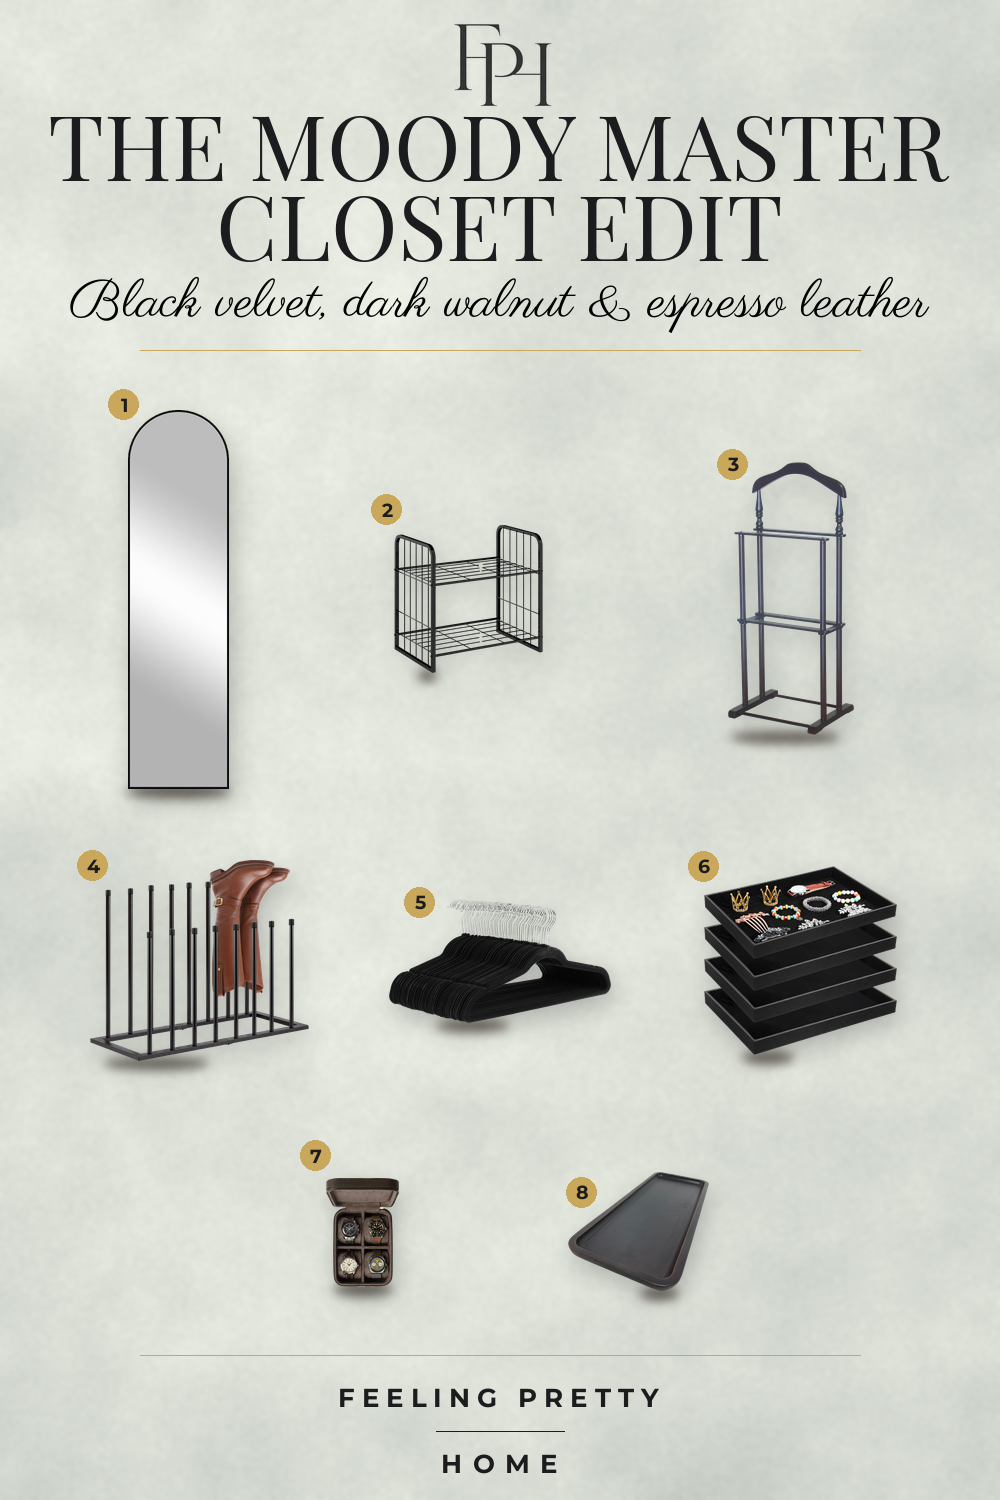 FPH
THE MOODY MASTER
CLOSET EDIT
Black velvet, dark walnut & espresso leather
1
2
3
4
5
6
7
8
FEELING PRETTY
HOME